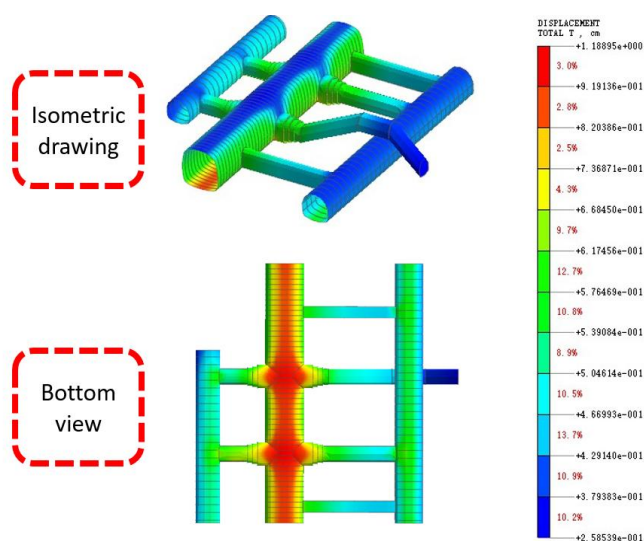 Isometric
drawing
Bottom
view
DISPLACEMENT
TOTAL T , cm
+1.18895e+000
3.0%
+9.19136e-001
2.8%
+8.20386e-001
2.5%
+7.36871e-001
4.3%
+6.68450e-001
9.7%
+6.17456e-001
12.7%
+5.76469e-001
10.8%
+5.39084e-001
8.9%
+5.04614e-001
10.5%
+4.66993e-001
13.7%
+4.29140e-001
10.9%
+3.79383e-001
10.2%
+2.58539e-001